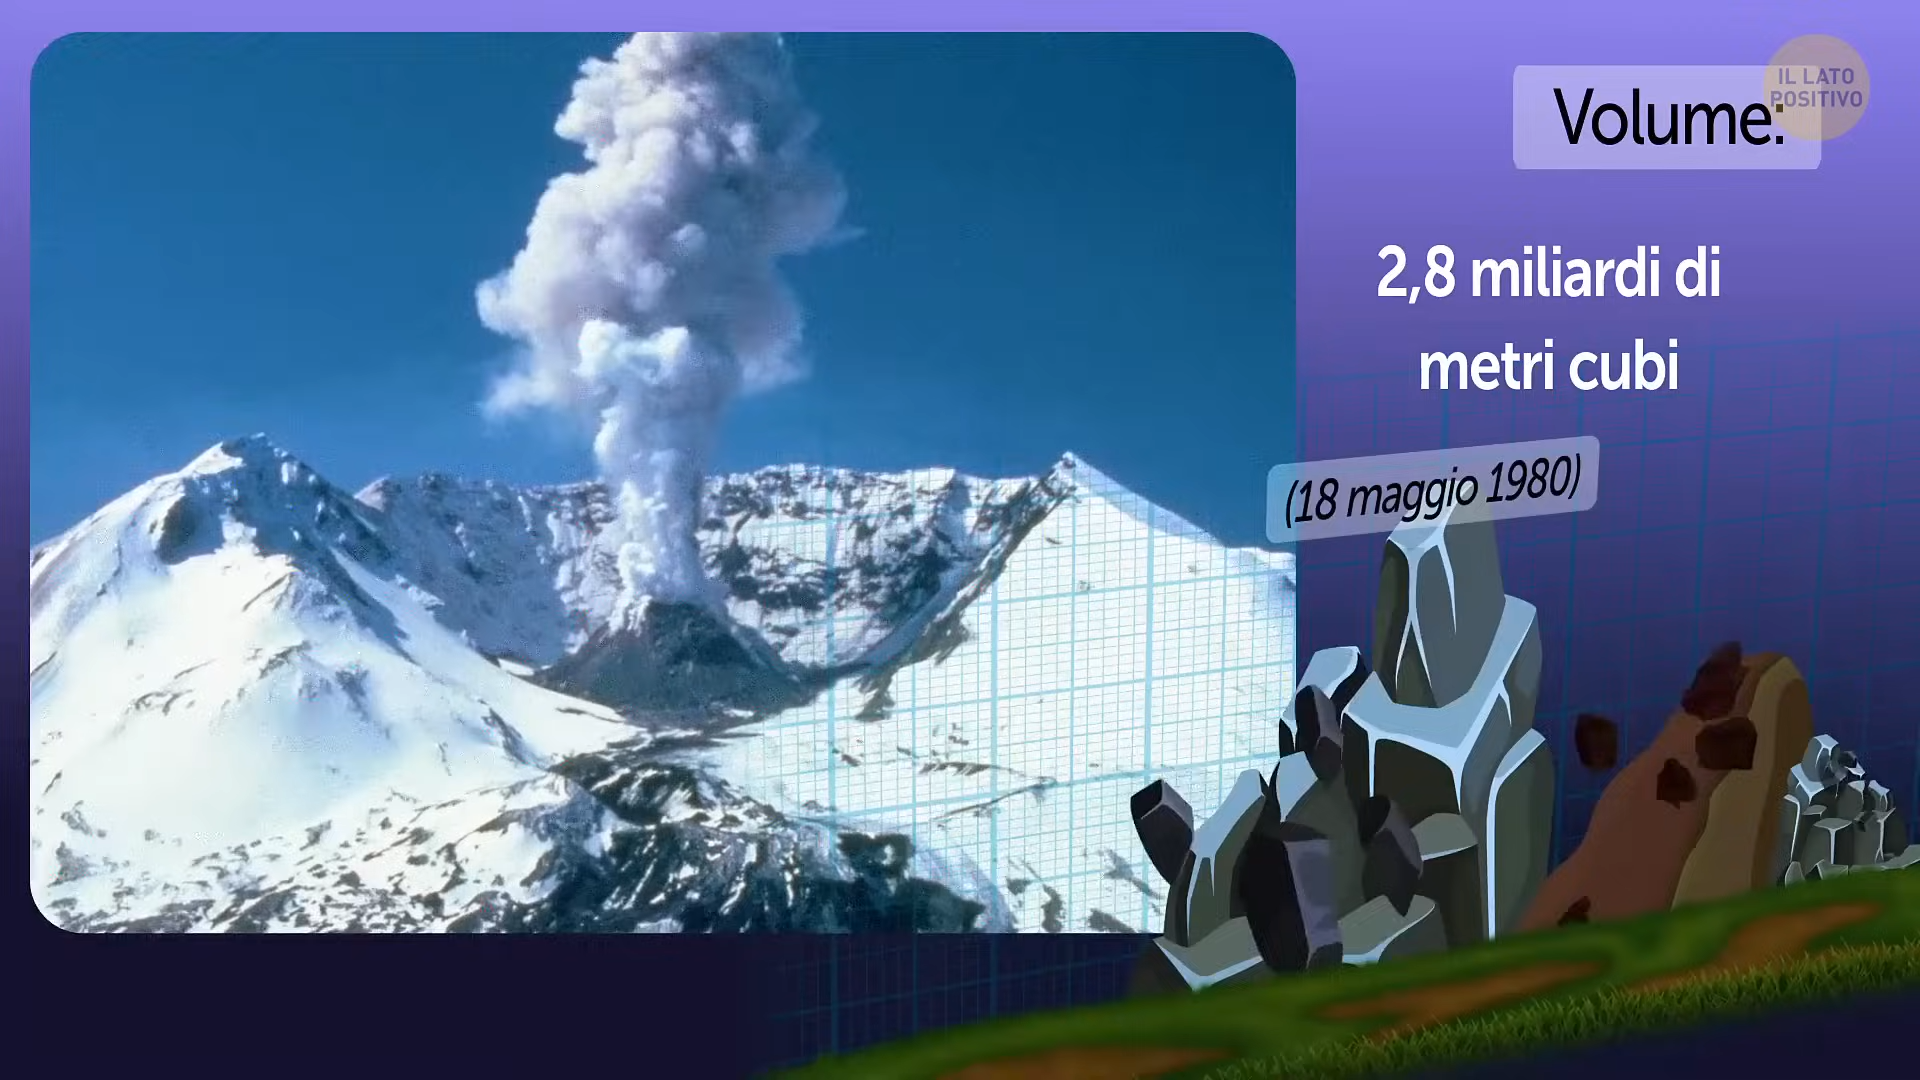 IL LATO
POSITIVO
Volume:
2,8 miliardi di
metri cubi
(18 maggio 1980)